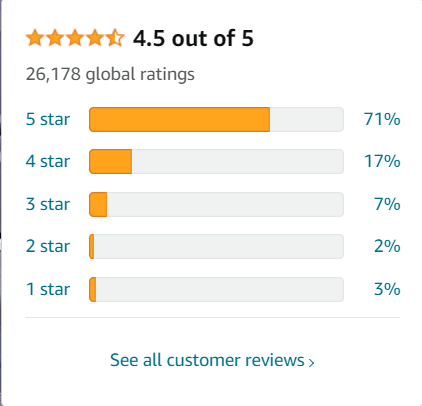 4.5 out of 5
26,178 global ratings
5 star 71%
4 star 17%
3 star 7%
2 star 2%
1 star 3%
See all customer reviews ›